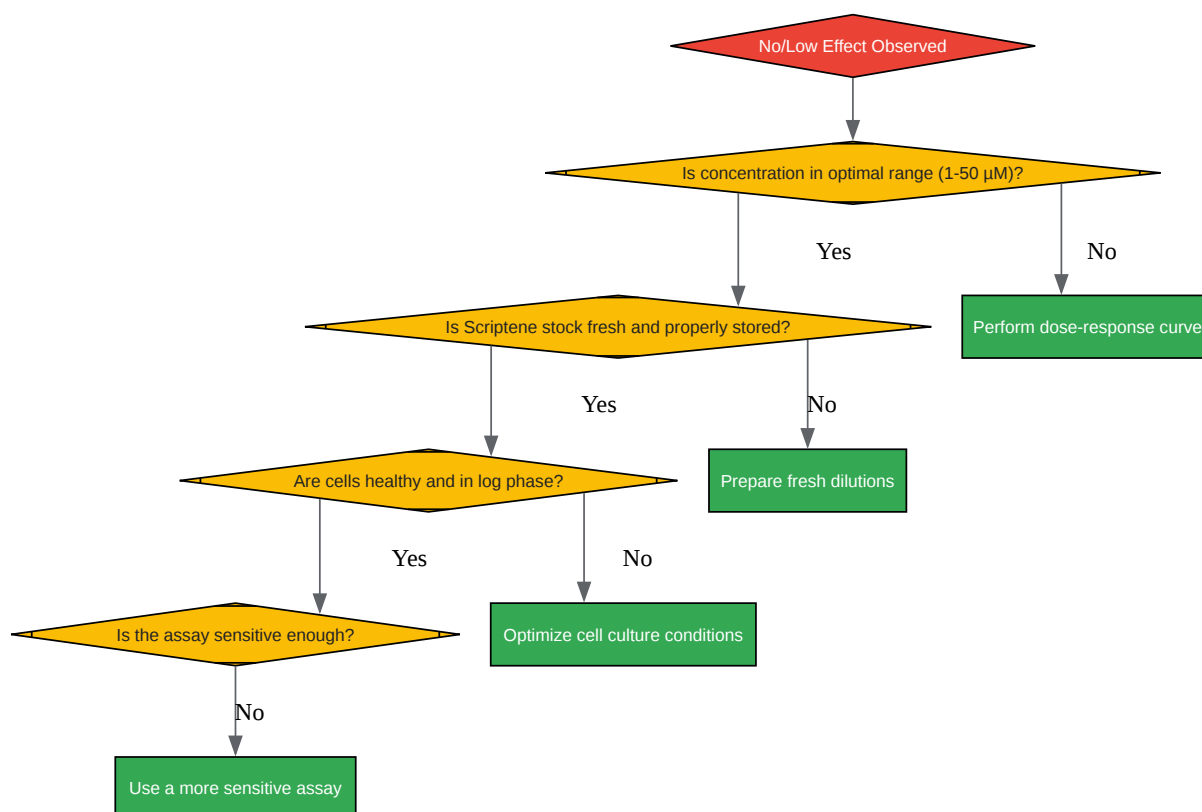 No/Low Effect Observed
Is concentration in optimal range (1-50 µM)?
Yes
No
Is Scriptene stock fresh and properly stored?
Perform dose-response curve
Yes
No
Are cells healthy and in log phase?
Prepare fresh dilutions
Yes
No
Is the assay sensitive enough?
Optimize cell culture conditions
No
Use a more sensitive assay